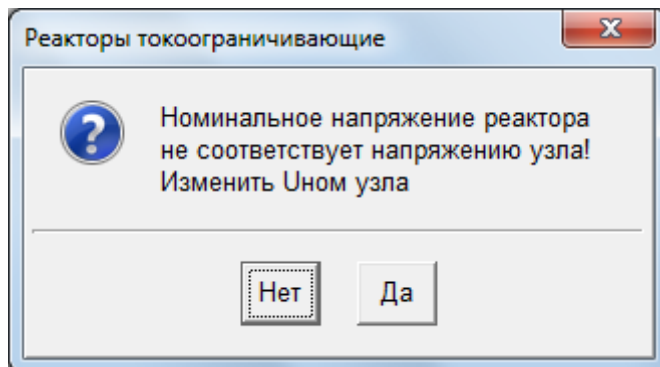 Реакторы токоограничивающие
Номинальное напряжение реактора
не соответствует напряжению узла!
Изменить Uном узла
Нет
Да